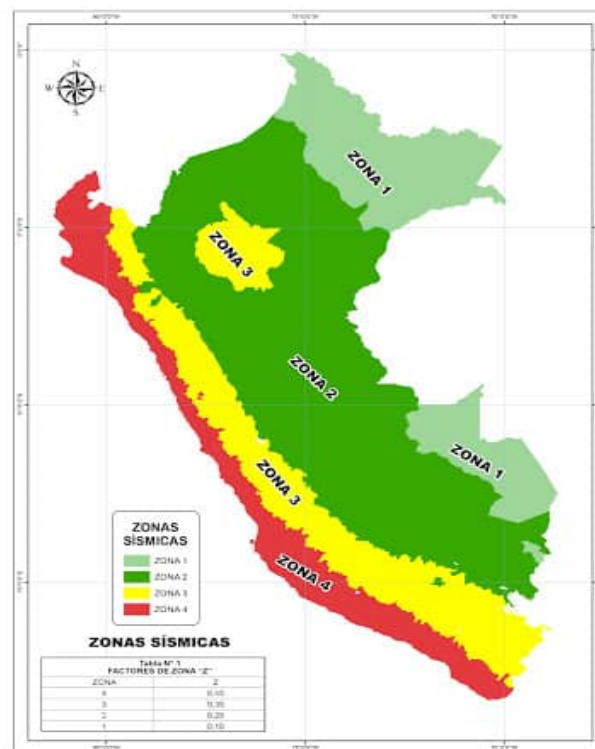 N
W E
S
ZONA 1
ZONA 3
ZONA 2
ZONA 1
ZONA 3
ZONA 4
ZONAS
SÍSMICAS
ZONA 1
ZONA 2
ZONA 3
ZONA 4
ZONAS SÍSMICAS
Tabla N° 1
FACTORES DE ZONA "Z"
ZONA Z
4 0,45
3 0,35
2 0,25
1 0,10